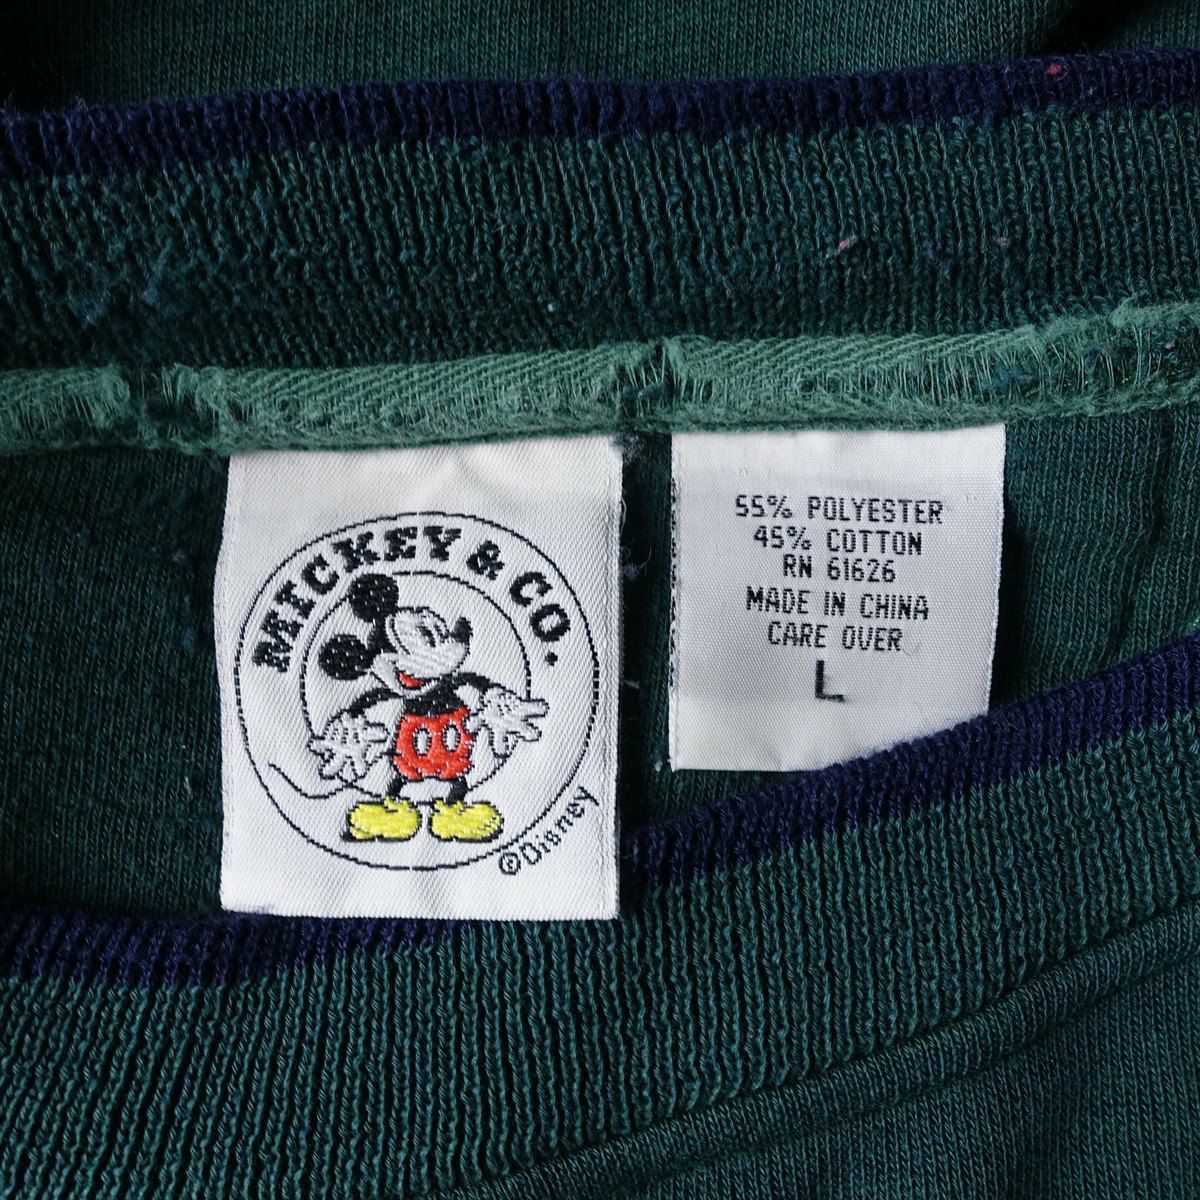 MICKEY & CO.
©Disney
55% POLYESTER
45% COTTON
RN 61626
MADE IN CHINA
CARE OVER
L